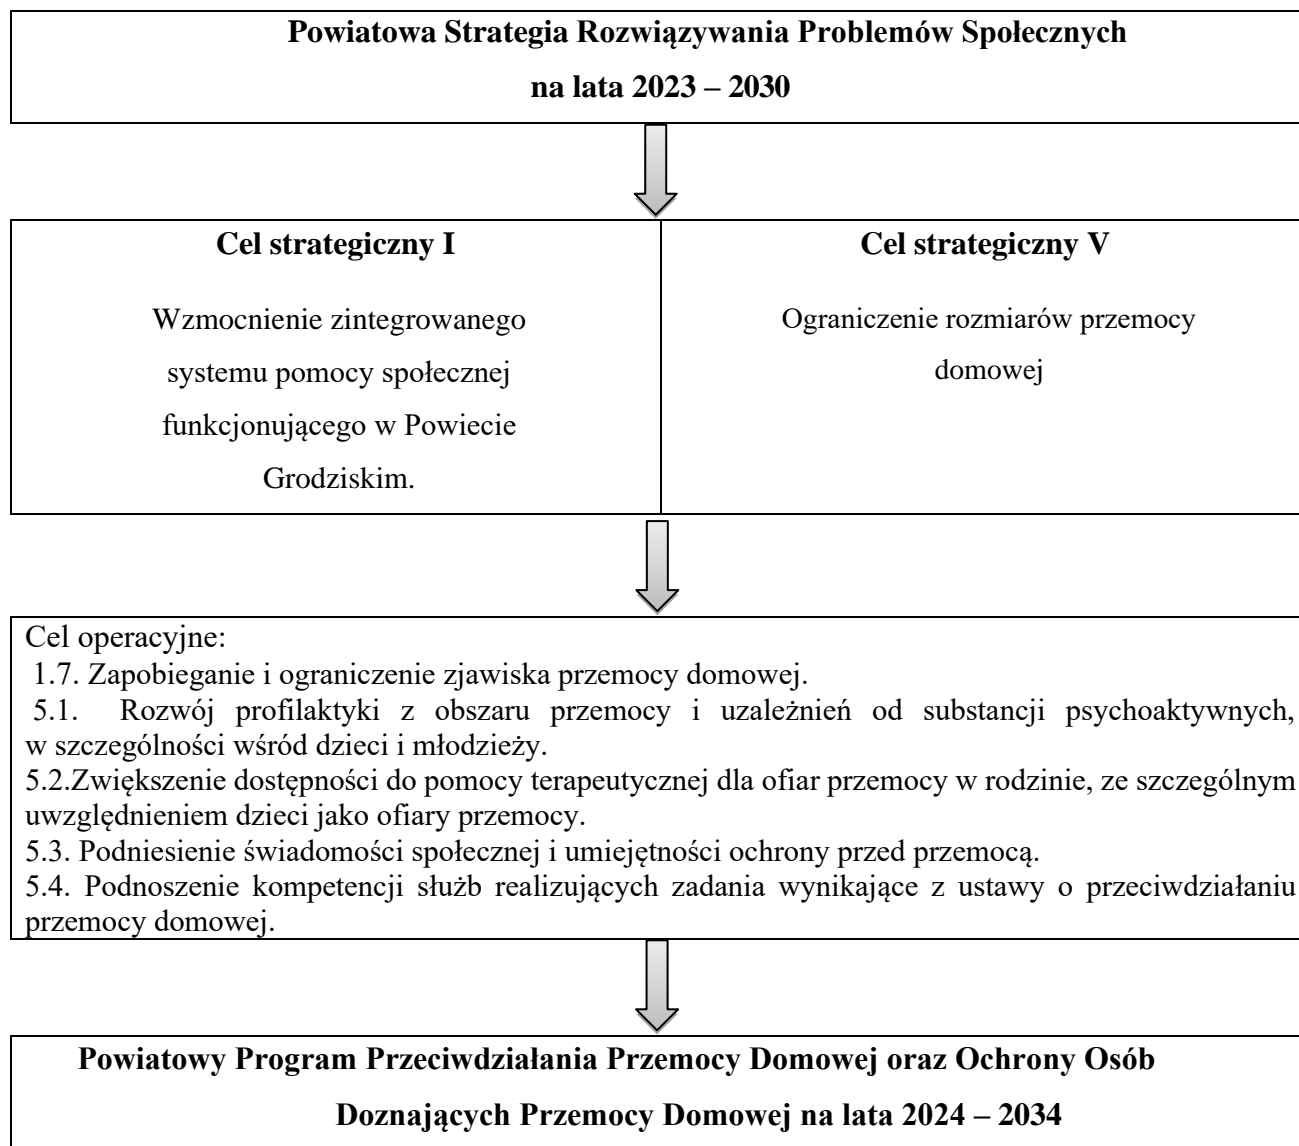 Powiatowa Strategia Rozwiązywania Problemów Społecznych
na lata 2023 – 2030
Cel strategiczny I
Wzmocnienie zintegrowanego
systemu pomocy społecznej
funkcjonującego w Powiecie
Grodziskim.
Cel strategiczny V
Ograniczenie rozmiarów przemocy
domowej
Cel operacyjne:
1.7. Zapobieganie i ograniczenie zjawiska przemocy domowej.
5.1. Rozwój profilaktyki z obszaru przemocy i uzależnień od substancji psychoaktywnych,
w szczególności wśród dzieci i młodzieży.
5.2.Zwiększenie dostępności do pomocy terapeutycznej dla ofiar przemocy w rodzinie, ze szczególnym
uwzględnieniem dzieci jako ofiary przemocy.
5.3. Podniesienie świadomości społecznej i umiejętności ochrony przed przemocą.
5.4. Podnoszenie kompetencji służb realizujących zadania wynikające z ustawy o przeciwdziałaniu
przemocy domowej.
Powiatowy Program Przeciwdziałania Przemocy Domowej oraz Ochrony Osób
Doznających Przemocy Domowej na lata 2024 – 2034